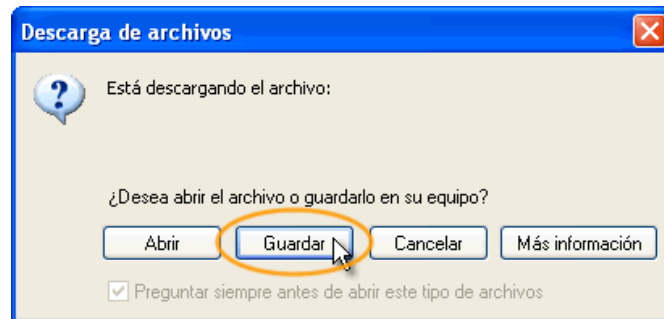 Descarga de archivos
Está descargando el archivo:
¿Desea abrir el archivo o guardarlo en su equipo?
Abrir Guardar Cancelar Más información
Preguntar siempre antes de abrir este tipo de archivos